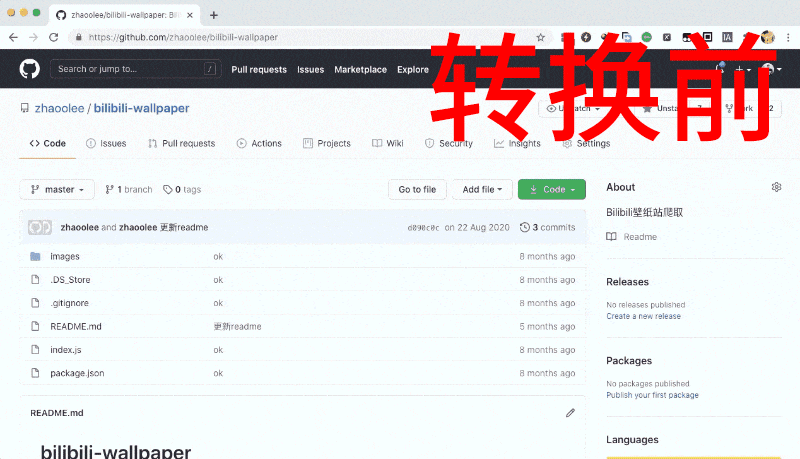 zhaoolee/bilibili-wallpaper: Bili
https://github.com/zhaoolee/bilibili-wallpaper
转换前
Search or jump to...
/
Pull requests
Issues
Marketplace
Explore
zhaoolee / bilibili-wallpaper
Code
Issues
Pull requests
Actions
Projects
Wiki
Security
Insights
Settings
master
1 branch
0 tags
Go to file
Add file
Code
zhaoolee and zhaoolee 更新readme
d090c0c on 22 Aug 2020
3 commits
Images ok 8 months ago
.DS_Store ok 8 months ago
.gitignore ok 8 months ago
README.md 更新readme 5 months ago
index.js ok 8 months ago
package.json ok 8 months ago
README.md
bilibili-wallpaper
About
Bilibili壁纸站爬取
Readme
Releases
No releases published
Create a new release
Packages
No packages published
Publish your first package
Languages